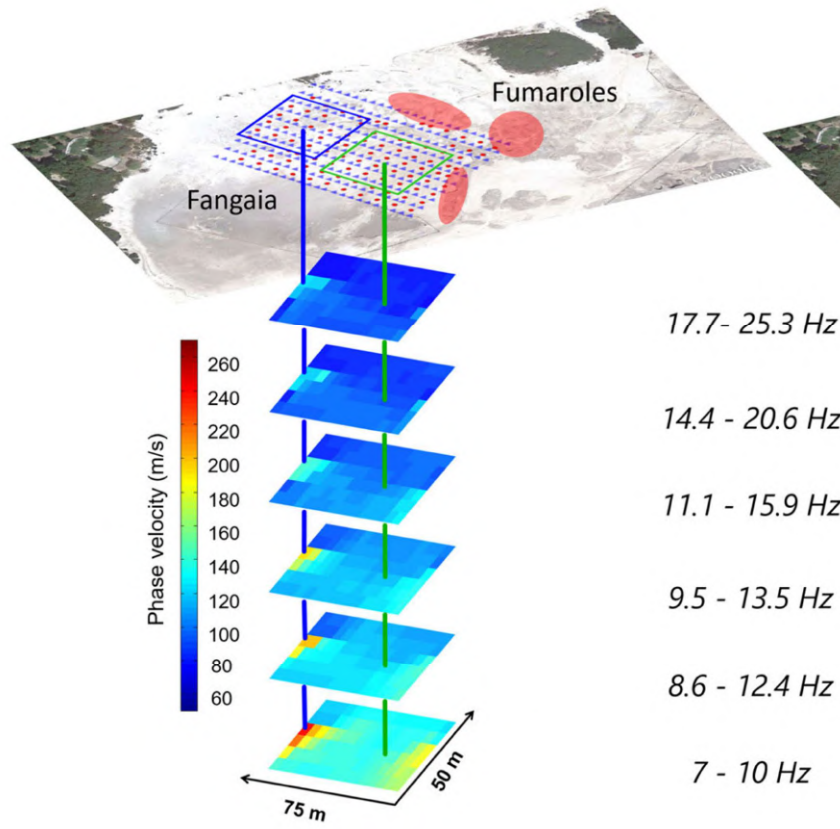 Fumaroles
Fangaia
17.7- 25.3 Hz
14.4 - 20.6 Hz
11.1 - 15.9 Hz
9.5 - 13.5 Hz
8.6 - 12.4 Hz
7 - 10 Hz
Phase velocity (m/s)
260
240
220
200
180
160
140
120
100
80
60
75 m
50 m